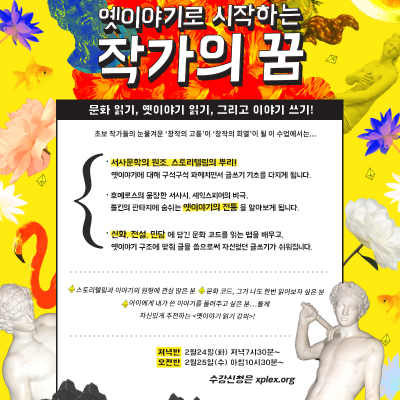 옛이야기로 시작하는
작가의 꿈
문화 읽기, 옛이야기 읽기, 그리고 이야기 쓰기!
초보 작가들의 눈물겨운 '창작의 고통'이 '창작의 희열'이 될 이 수업에서는...
· 서사문학의 원조, 스토리텔링의 뿌리!
옛이야기에 대해 구석구석 파헤치면서 글쓰기 기초를 다지게 됩니다.
· 호메로스의 웅장한 서사시, 셰익스피어의 비극,
톨킨의 판타지에 숨쉬는 옛이야기의 전통을 알아보게 됩니다.
· 신화, 전설, 민담에 담긴 문화 코드를 읽는 법을 배우고,
옛이야기 구조에 맞춰 글을 씀으로써 자신없던 글쓰기가 쉬워집니다.
스토리텔링과 이야기의 원형에 관심 많은 분 문화 코드, 그거 나도 한번 읽어보자 싶은 분
아이에게 내가 쓴 이야기를 들려주고 싶은 분...들께
자신있게 추천하는 <옛이야기 읽기 강의>!
저녁반 2월24일(화) 저녁7시30분~
오전반 2월25일(수) 아침10시30분~
수강신청은 xplex.org